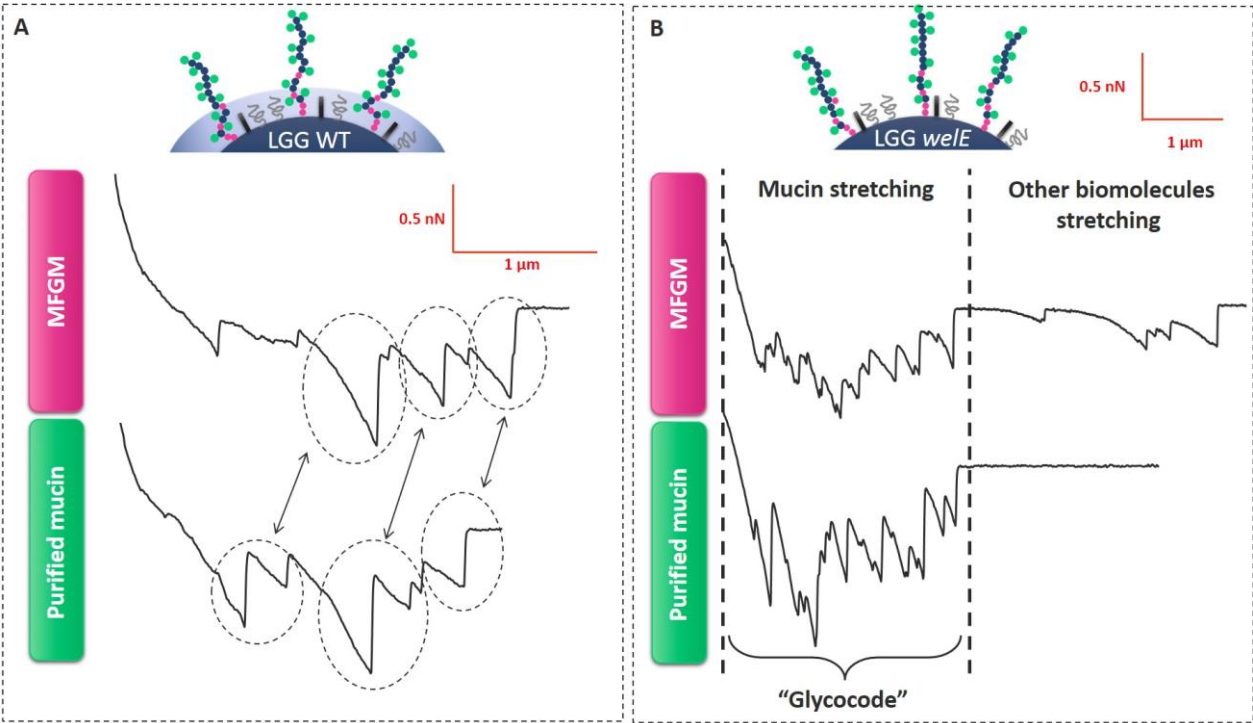 A
LGG WT
MFGM
0.5 nN
1 µm
Purified mucin
B
LGG welE
0.5 nN
1 µm
Mucin stretching
Other biomolecules
stretching
MFGM
Purified mucin
“Glycocode”